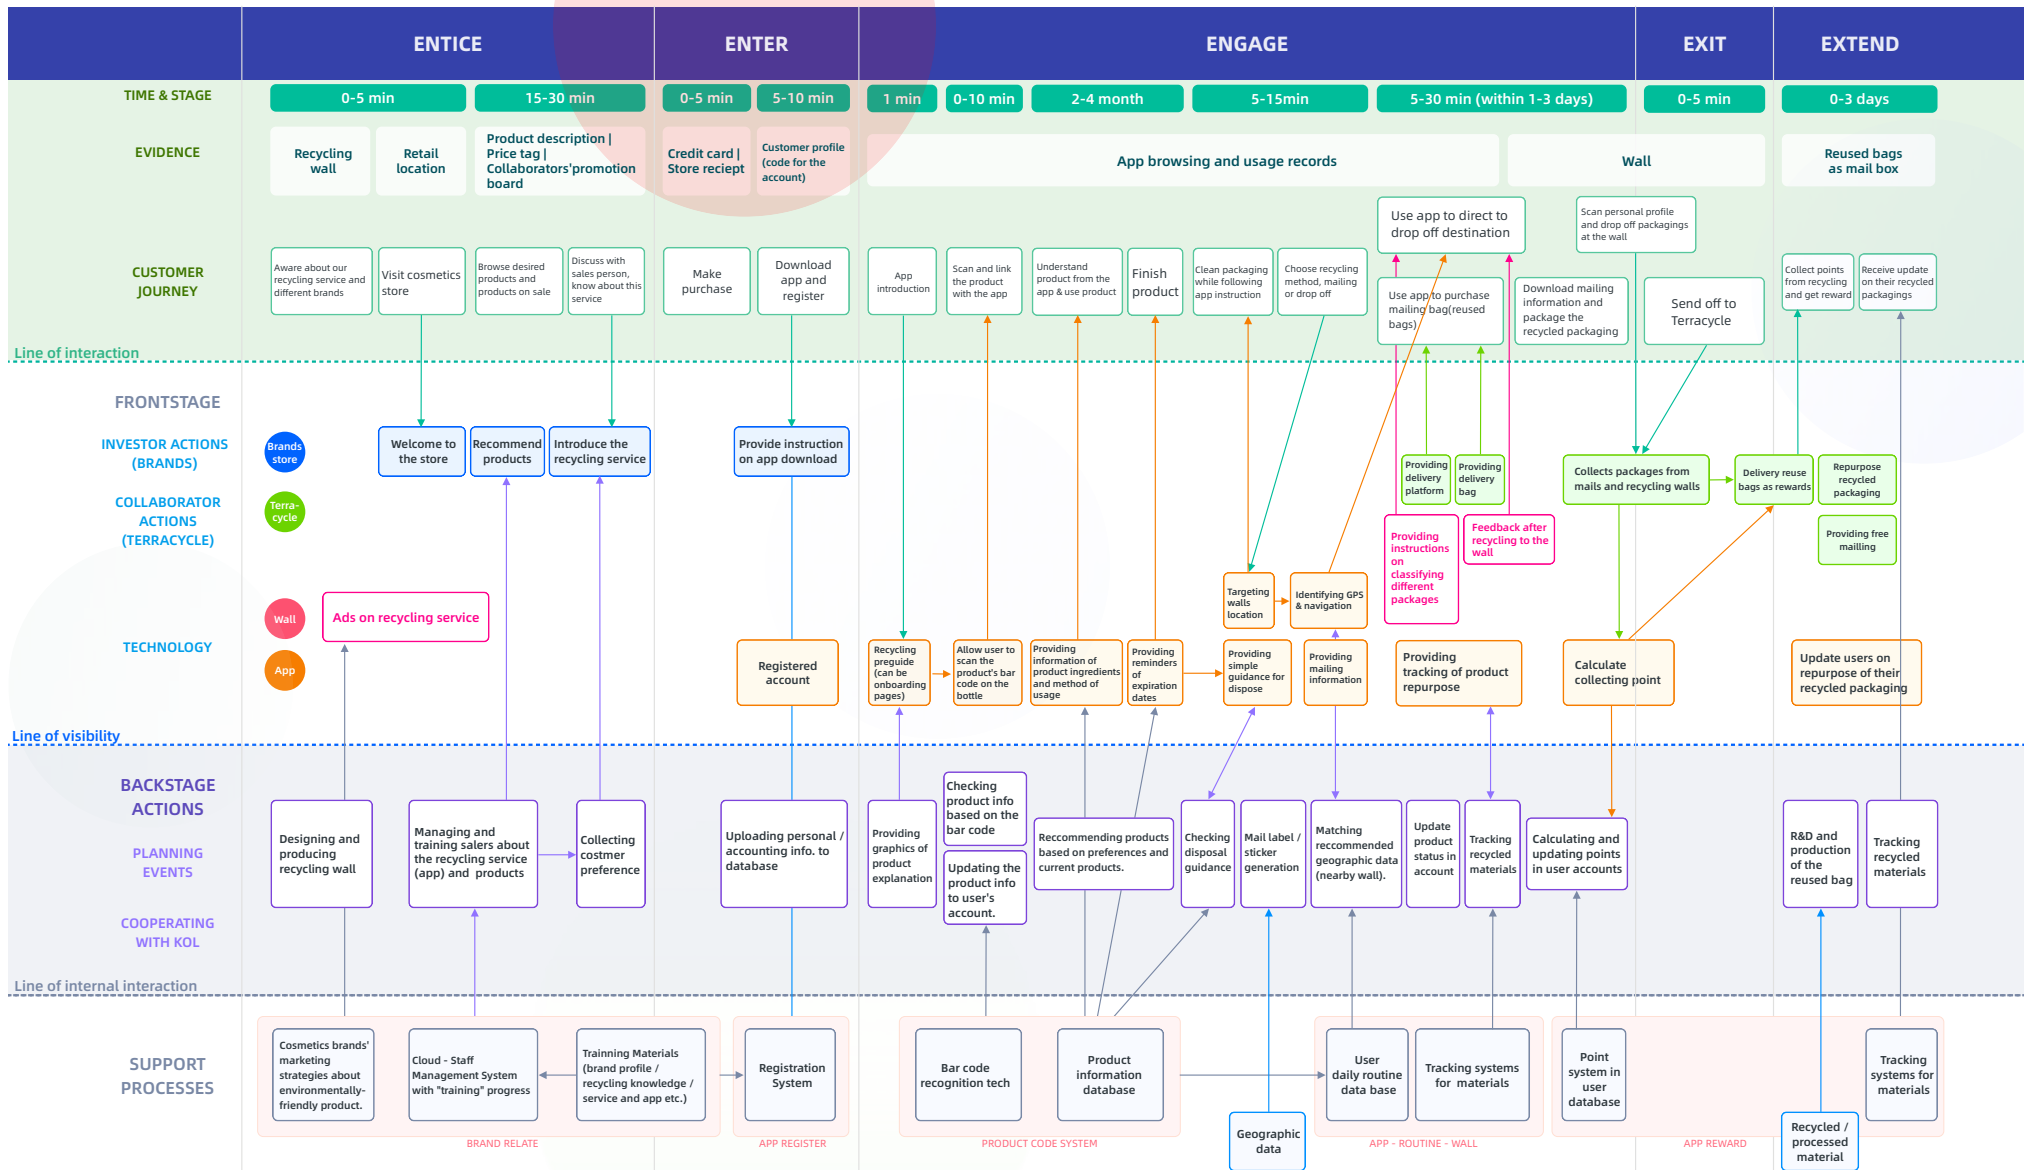 ENTICE
ENTER
ENGAGE
EXIT
EXTEND
TIME & STAGE
0-5 min
15-30 min
0-5 min
5-10 min
1 min
0-10 min
2-4 month
5-15min
5-30 min (within 1-3 days)
0-5 min
0-3 days
EVIDENCE
Recycling
wall
Retail
location
Product description |
Price tag |
Collaborators'promotion
board
Credit card |
Store reciept
Customer profile
(code for the
account)
App browsing and usage records
Wall
Reused bags
as mail box
CUSTOMER
JOURNEY
Aware about our
recycling service and
different brands
Visit cosmetics
store
Browse desired
products and
products on sale
Discuss with
sales person,
know about this
service
Make
purchase
Download
app and
register
App
introduction
Scan and link
the product
with the app
Understand
product from the
app & use product
Finish
product
Clean packaging
while following
app instruction
Choose recycling
method, mailing
or drop off
Use app to direct to
drop off destination
Use app to purchase
mailing bag(reused
bags)
Download mailing
information and
package the
recycled packaging
Scan personal profile
and drop off packagings
at the wall
Send off to
Terracycle
Collect points
from recycling
and get reward
Receive update
on their recycled
packagings
Line of interaction
FRONTSTAGE
INVESTOR ACTIONS
(BRANDS)
COLLABORATOR
ACTIONS
(TERRACYCLE)
TECHNOLOGY
Brands
store
Terra-
cycle
Wall
App
Welcome to
the store
Recommend
products
Introduce the
recycling service
Provide instruction
on app download
Providing
delivery
platform
Providing
delivery
bag
Collects packages from
mails and recycling walls
Delivery reuse
bags as rewards
Repurpose
recycled
packaging
Providing free
mailling
Providing
instructions
on
classifying
different
packages
Feedback after
recycling to the
wall
Ads on recycling service
Targeting
walls
location
Identifying GPS
& navigation
Registered
account
Recycling
preguide
(can be
onboarding
pages)
Allow user to
scan the
product's bar
code on the
bottle
Providing
information of
product ingredients
and method of
usage
Providing
reminders
of
expiration
dates
Providing
simple
guidance for
dispose
Providing
mailing
information
Providing
tracking of product
repurpose
Calculate
collecting point
Update users on
repurpose of their
recycled packaging
Line of visibility
BACKSTAGE
ACTIONS
PLANNING
EVENTS
COOPERATING
WITH KOL
Designing and
producing
recycling wall
Managing and
training salers about
the recycling service
(app) and products
Collecting
costmer
preference
Uploading personal /
accounting info. to
database
Providing
graphics of
product
explanation
Checking
product info
based on the
bar code
Updating the
product info
to user's
account.
Reccommending products
based on preferences and
current products.
Checking
disposal
guidance
Mail label /
sticker
generation
Matching
reccommended
geographic data
(nearby wall).
Update
product
status in
account
Tracking
recycled
materials
Calculating and
updating points
in user accounts
R&D and
production
of the
reused bag
Tracking
recycled
materials
Line of internal interaction
SUPPORT
PROCESSES
Cosmetics brands'
marketing
strategies about
environmentally-
friendly product.
Cloud - Staff
Management System
with "training" progress
Trainning Materials
(brand profile /
recycling knowledge /
service and app etc.)
Registration
System
Bar code
recognition tech
Product
information
database
User
daily routine
data base
Tracking systems
for materials
Point
system in
user
database
Tracking
systems for
materials
Geographic
data
Recycled /
processed
material
BRAND RELATE
APP REGISTER
PRODUCT CODE SYSTEM
APP - ROUTINE - WALL
APP REWARD